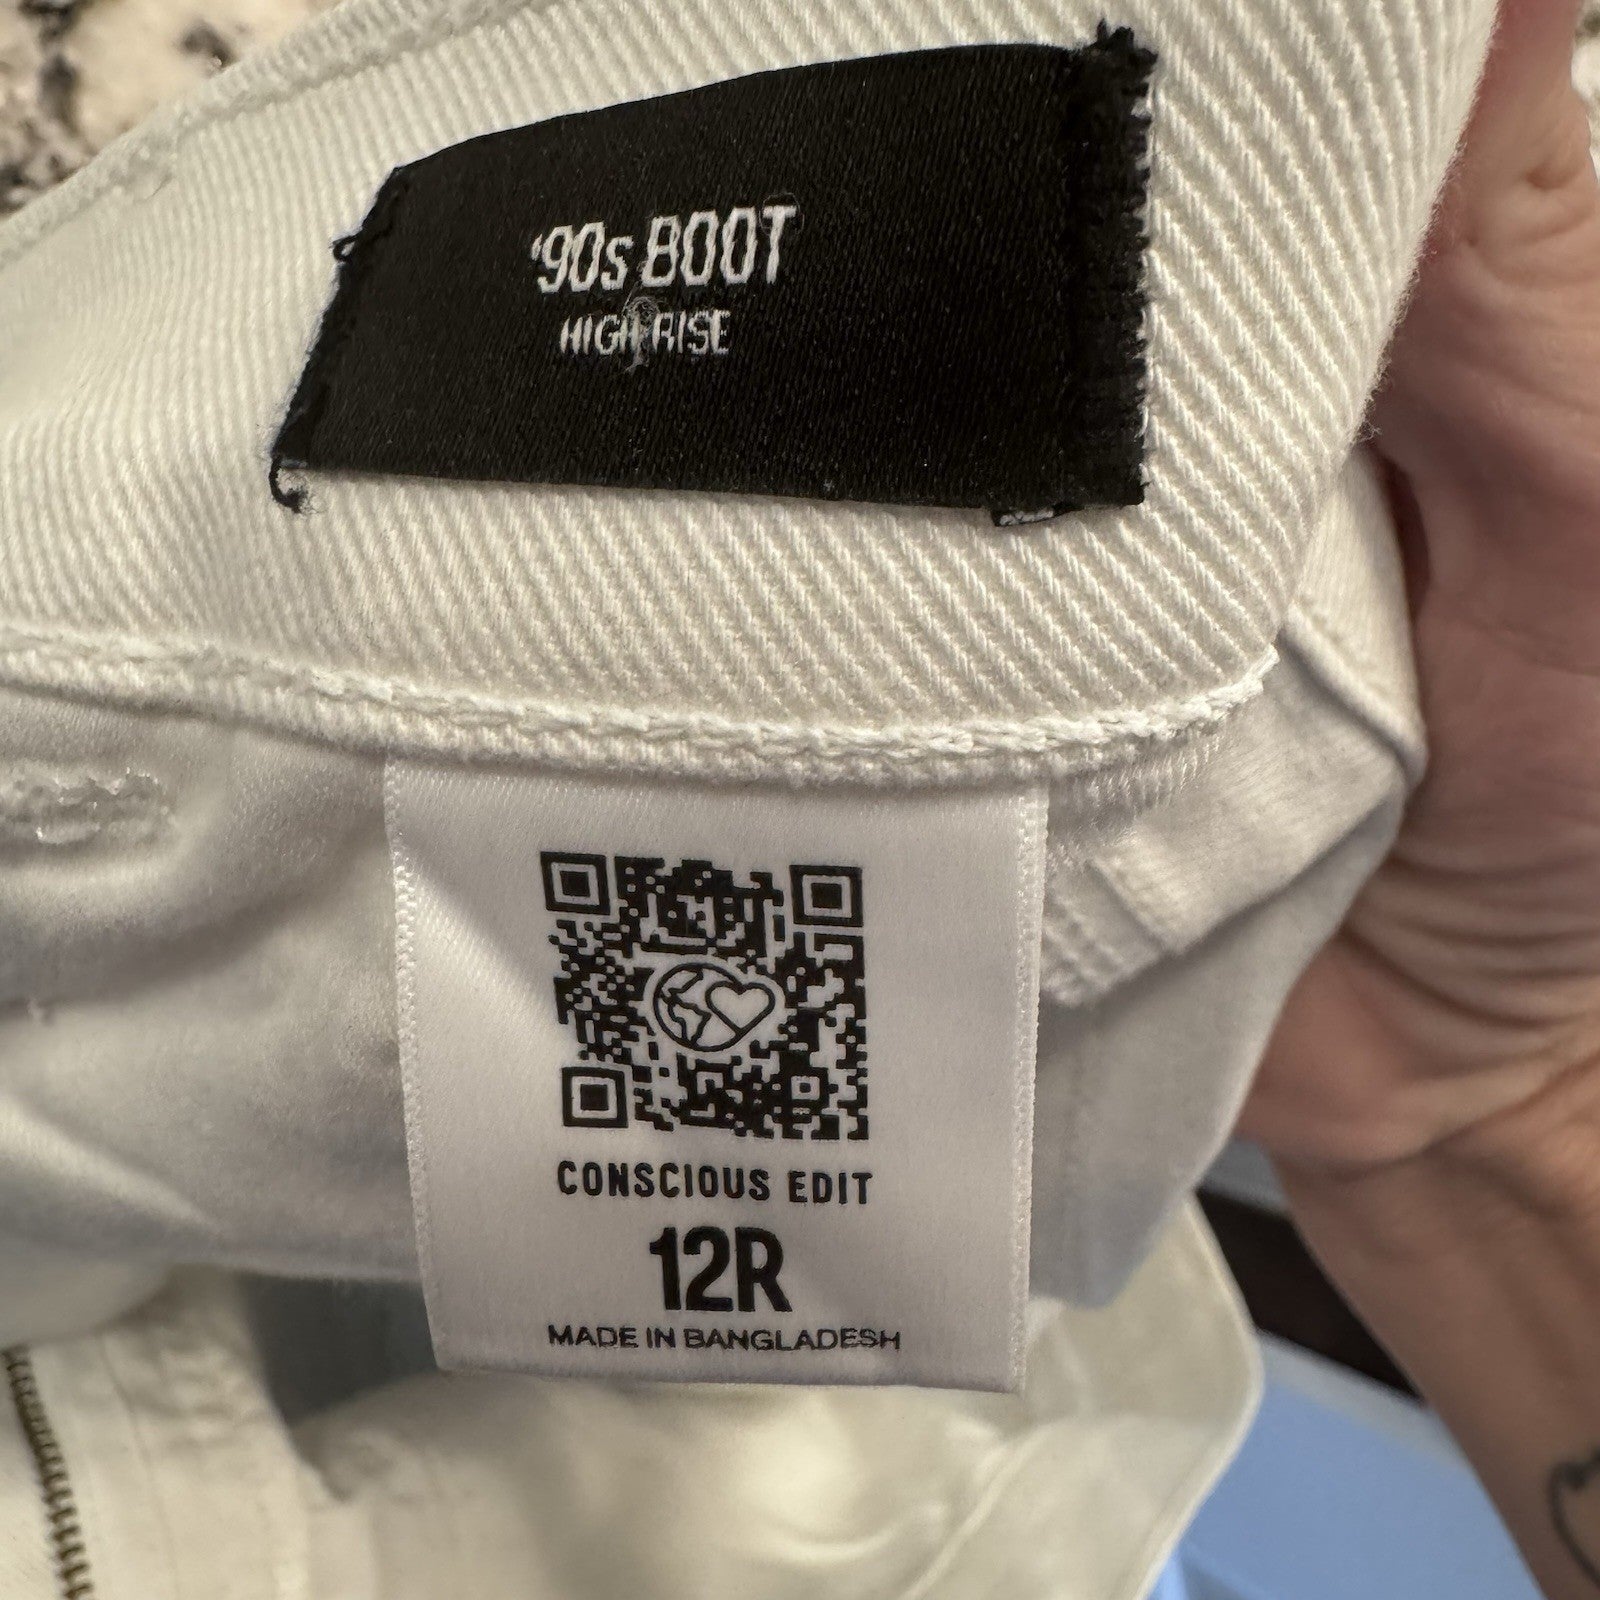 '90s BOOT
HIGH RISE
CONSCIOUS EDIT
12R
MADE IN BANGLADESH